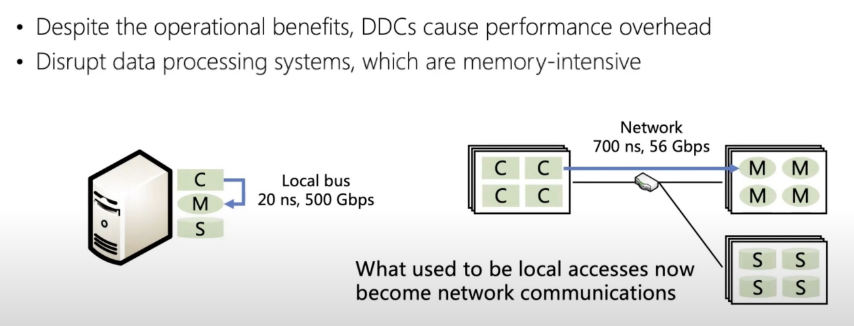 • Despite the operational benefits, DDCs cause performance overhead
• Disrupt data processing systems, which are memory-intensive
C
M
S
Local bus
20 ns, 500 Gbps
C C
C C
Network
700 ns, 56 Gbps
M M
M M
S S
S S
What used to be local accesses now
become network communications